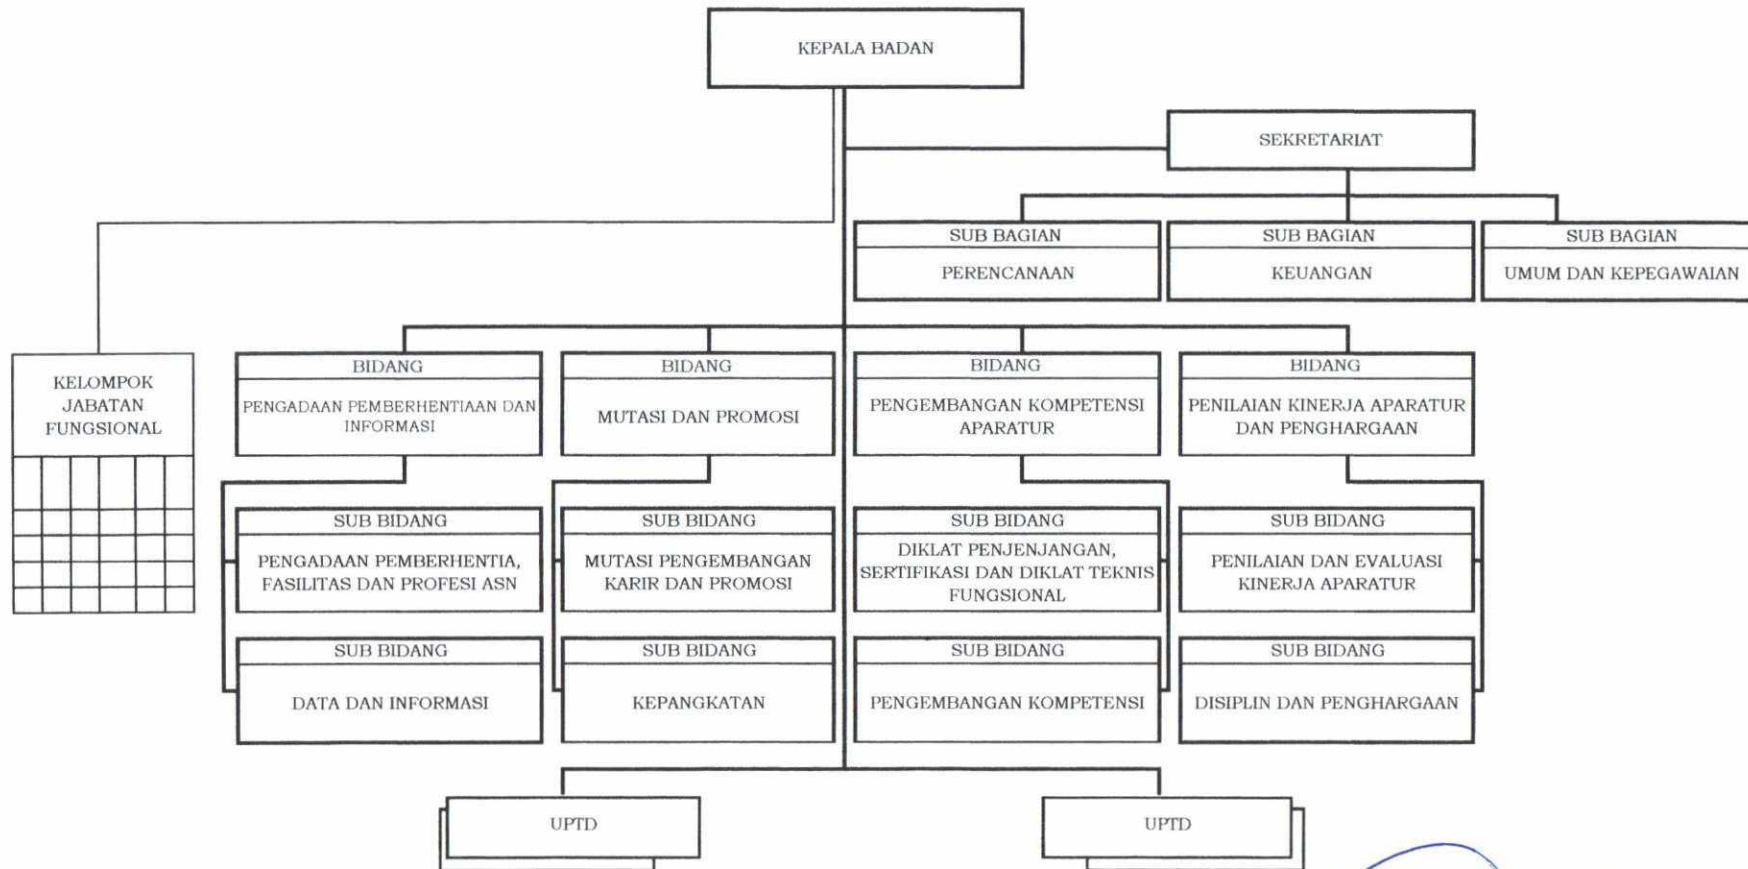 KEPALA BADAN
SEKRETARIAT
SUB BAGIAN
PERENCANAAN
SUB BAGIAN
KEUANGAN
SUB BAGIAN
UMUM DAN KEPEGAWAIAN
KELOMPOK
JABATAN
FUNGSIONAL
BIDANG
PENGADAAN PEMBERHENTIAAN DAN
INFORMASI
BIDANG
MUTASI DAN PROMOSI
BIDANG
PENGEMBANGAN KOMPETENSI
APARATUR
BIDANG
PENILAIAN KINERJA APARATUR
DAN PENGHARGAAN
SUB BIDANG
PENGADAAN PEMBERHENTIA,
FASILITAS DAN PROFESI ASN
SUB BIDANG
MUTASI PENGEMBANGAN
KARIR DAN PROMOSI
SUB BIDANG
DIKLAT PENJENJANGAN,
SERTIFIKASI DAN DIKLAT TEKNIS
FUNGSIONAL
SUB BIDANG
PENILAIAN DAN EVALUASI
KINERJA APARATUR
SUB BIDANG
DATA DAN INFORMASI
SUB BIDANG
KEPANGKATAN
SUB BIDANG
PENGEMBANGAN KOMPETENSI
SUB BIDANG
DISIPLIN DAN PENGHARGAAN
UPTD
UPTD